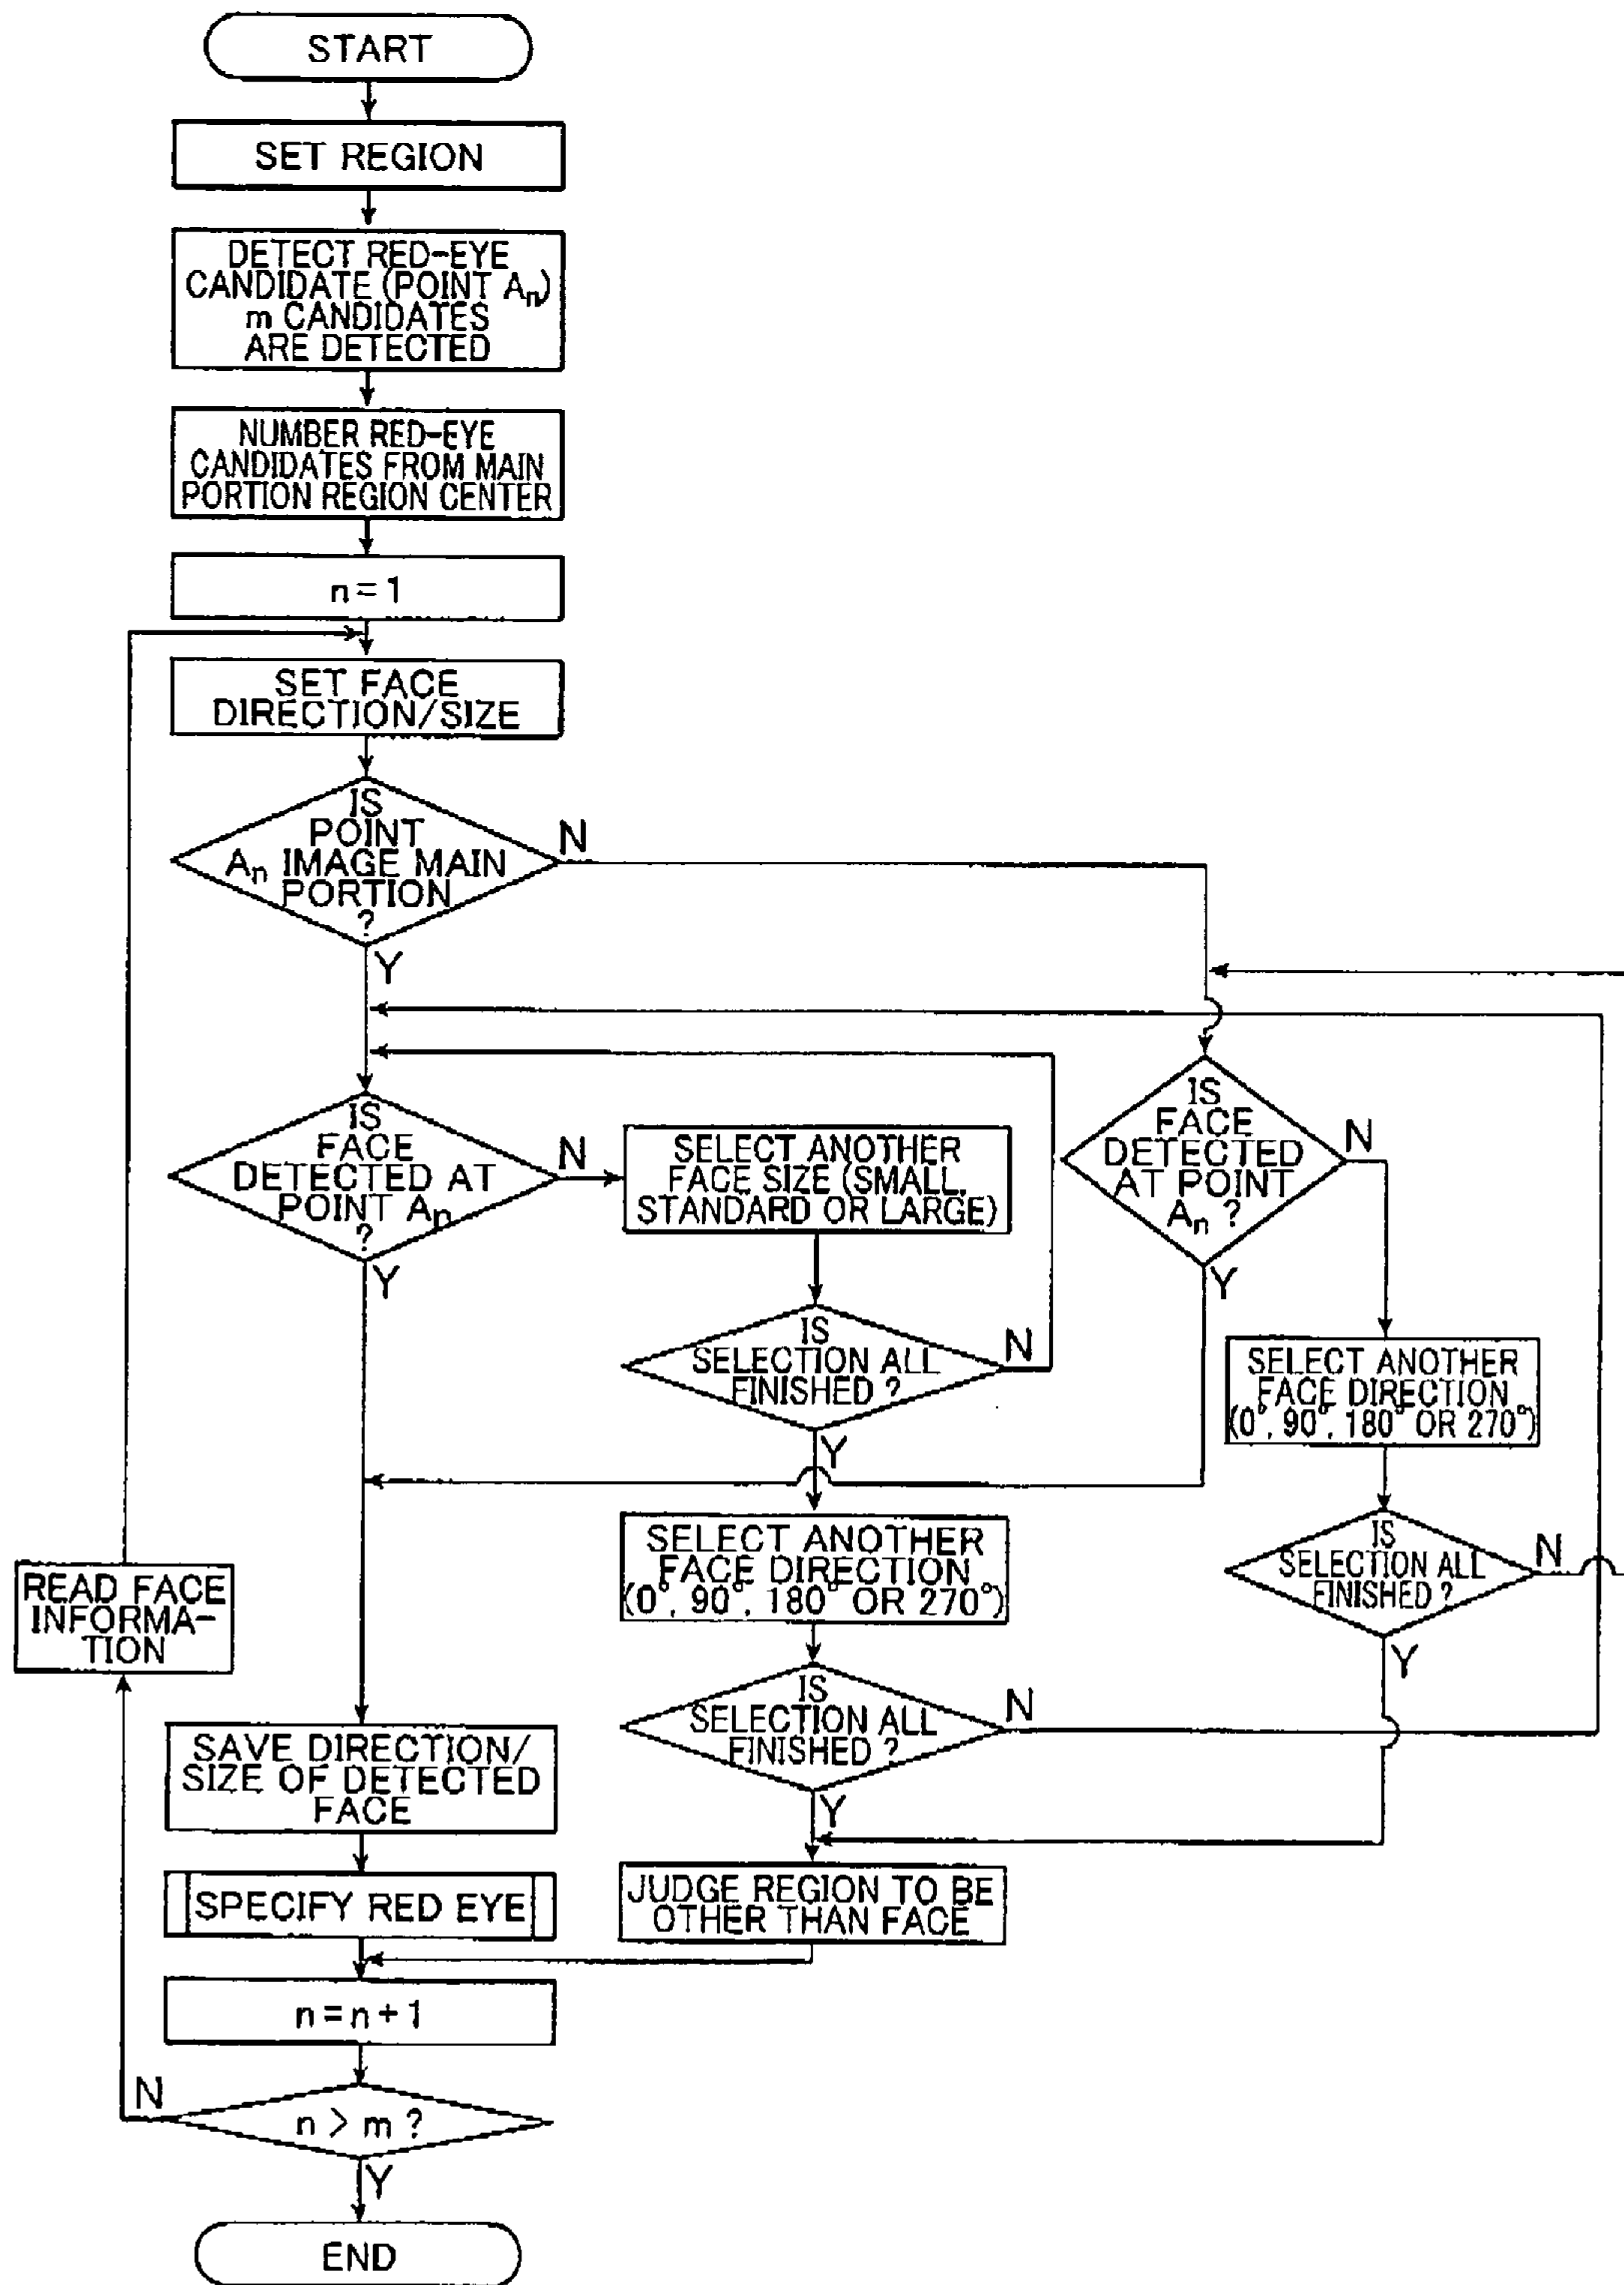 START
SET REGION
DETECT RED-EYE
CANDIDATE (POINT An)
m CANDIDATES
ARE DETECTED
NUMBER RED-EYE
CANDIDATES FROM MAIN
PORTION REGION CENTER
n = 1
SET FACE
DIRECTION/SIZE
IS
POINT
An IMAGE MAIN
PORTION
?
N
Y
IS
FACE
DETECTED AT
POINT An
?
N
Y
SELECT ANOTHER
FACE SIZE (SMALL,
STANDARD OR LARGE)
IS
SELECTION ALL
FINISHED ?
N
Y
IS
FACE
DETECTED
AT POINT
An ?
N
Y
SELECT ANOTHER
FACE DIRECTION
(0°, 90°, 180° OR 270°)
IS
SELECTION ALL
FINISHED ?
N
Y
SELECT ANOTHER
FACE DIRECTION
(0°, 90°, 180° OR 270°)
IS
SELECTION ALL
FINISHED ?
N
Y
JUDGE REGION TO BE
OTHER THAN FACE
READ FACE
INFORMA-
TION
SAVE DIRECTION/
SIZE OF DETECTED
FACE
SPECIFY RED EYE
n = n + 1
n > m ?
N
Y
END